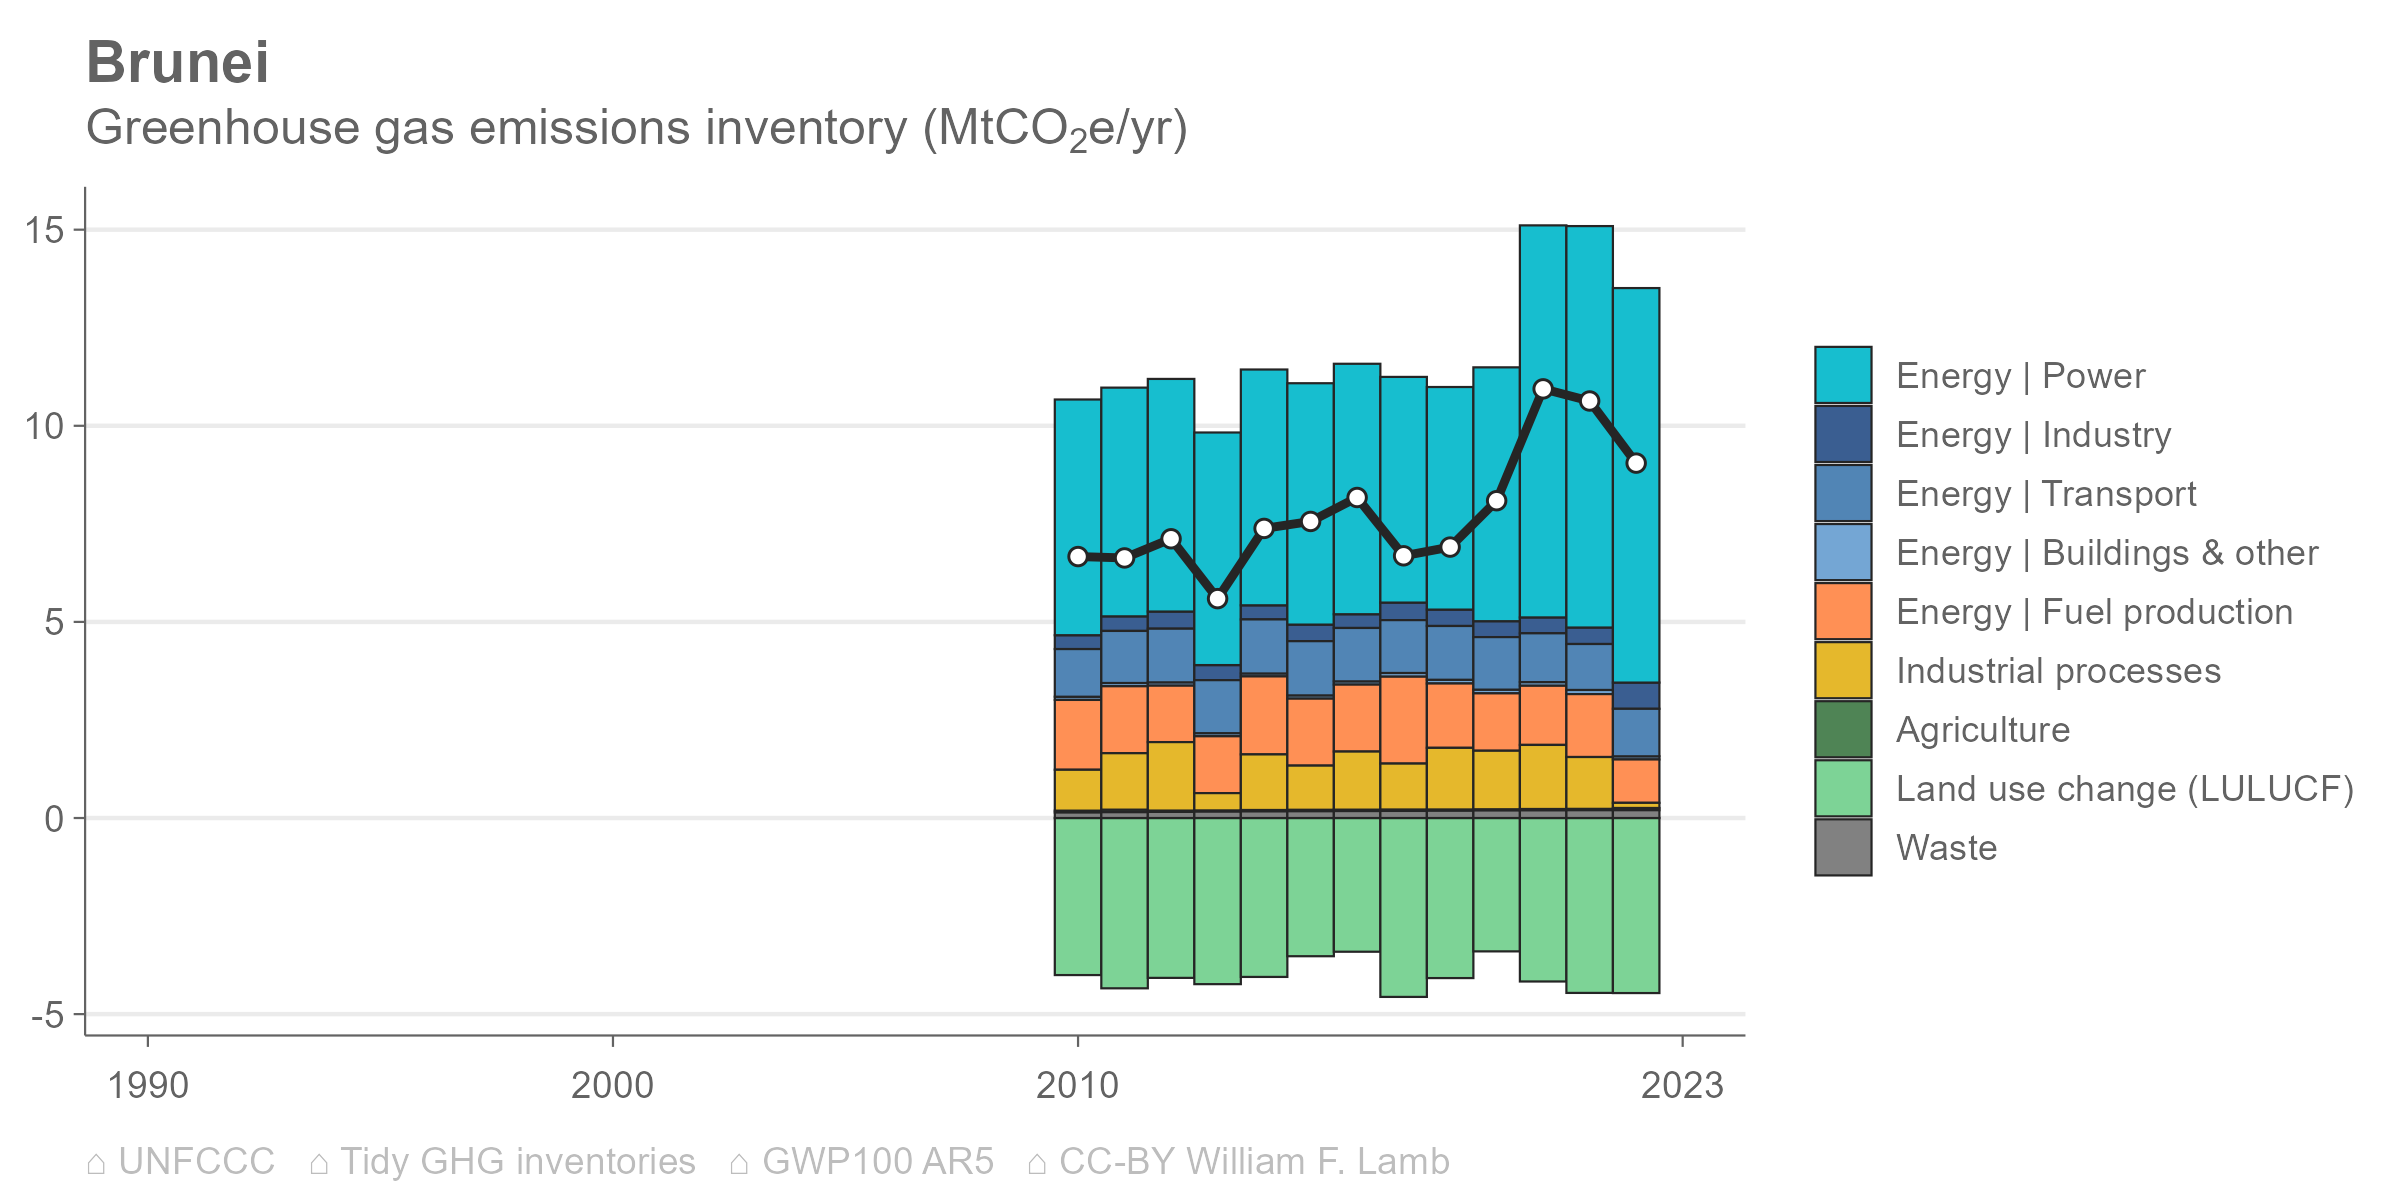 Brunei
Greenhouse gas emissions inventory (MtCO₂e/yr)
15
10
5
0
-5
1990 2000 2010 2023
Energy | Power
Energy | Industry
Energy | Transport
Energy | Buildings & other
Energy | Fuel production
Industrial processes
Agriculture
Land use change (LULUCF)
Waste
⌂ UNFCCC ⌂ Tidy GHG inventories ⌂ GWP100 AR5 ⌂ CC-BY William F. Lamb